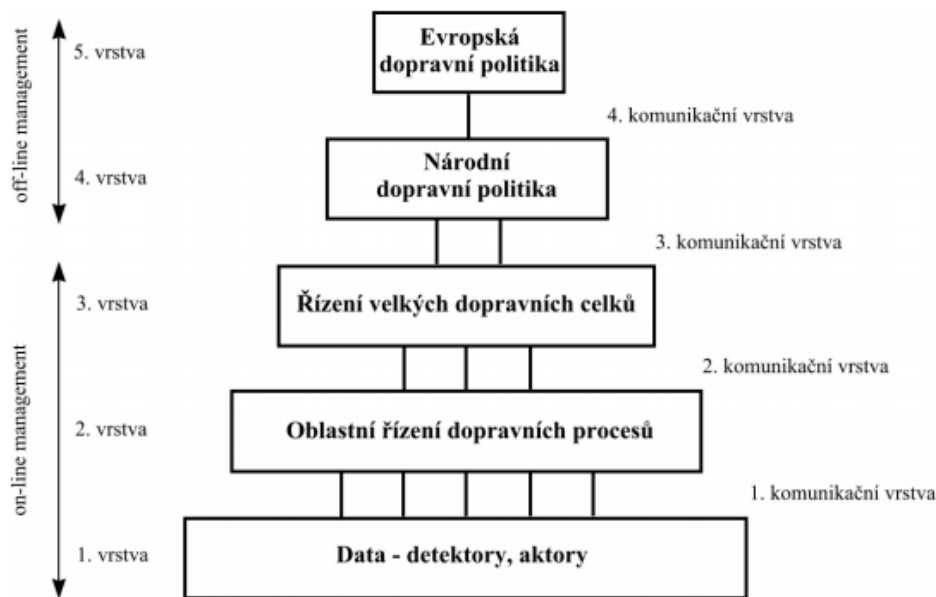 off-line management
5. vrstva
Evropská
dopravní politika
4. komunikační vrstva
4. vrstva
Národní
dopravní politika
3. komunikační vrstva
on-line management
3. vrstva
Řízení velkých dopravních celků
2. komunikační vrstva
2. vrstva
Oblastní řízení dopravních procesů
1. komunikační vrstva
1. vrstva
Data - detektory, aktory